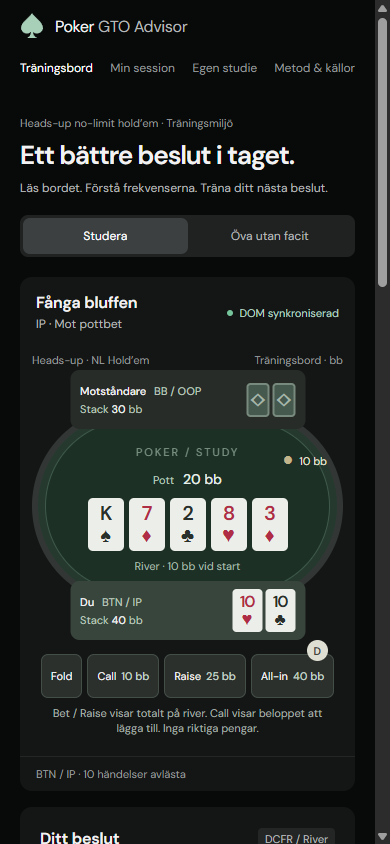 Poker GTO Advisor
Träningsbord Min session Egen studie Metod & källor
Heads-up no-limit hold'em · Träningsmiljö
Ett bättre beslut i taget.
Läs bordet. Förstå frekvenserna. Träna ditt nästa beslut.
Studera Öva utan facit
Fånga bluffen
IP · Mot pottbet
DOM synkroniserad
Heads-up · NL Hold'em Träningsbord · bb
Motståndare BB / OOP
Stack 30 bb
POKER / STUDY
10 bb
Pott 20 bb
K 7 2 8 3
River · 10 bb vid start
Du BTN / IP
Stack 40 bb
10 10
D
Fold Call 10 bb Raise 25 bb All-in 40 bb
Bet / Raise visar totalt på river. Call visar beloppet att
lägga till. Inga riktiga pengar.
BTN / IP · 10 händelser avlästa
Ditt beslut DCFR / River